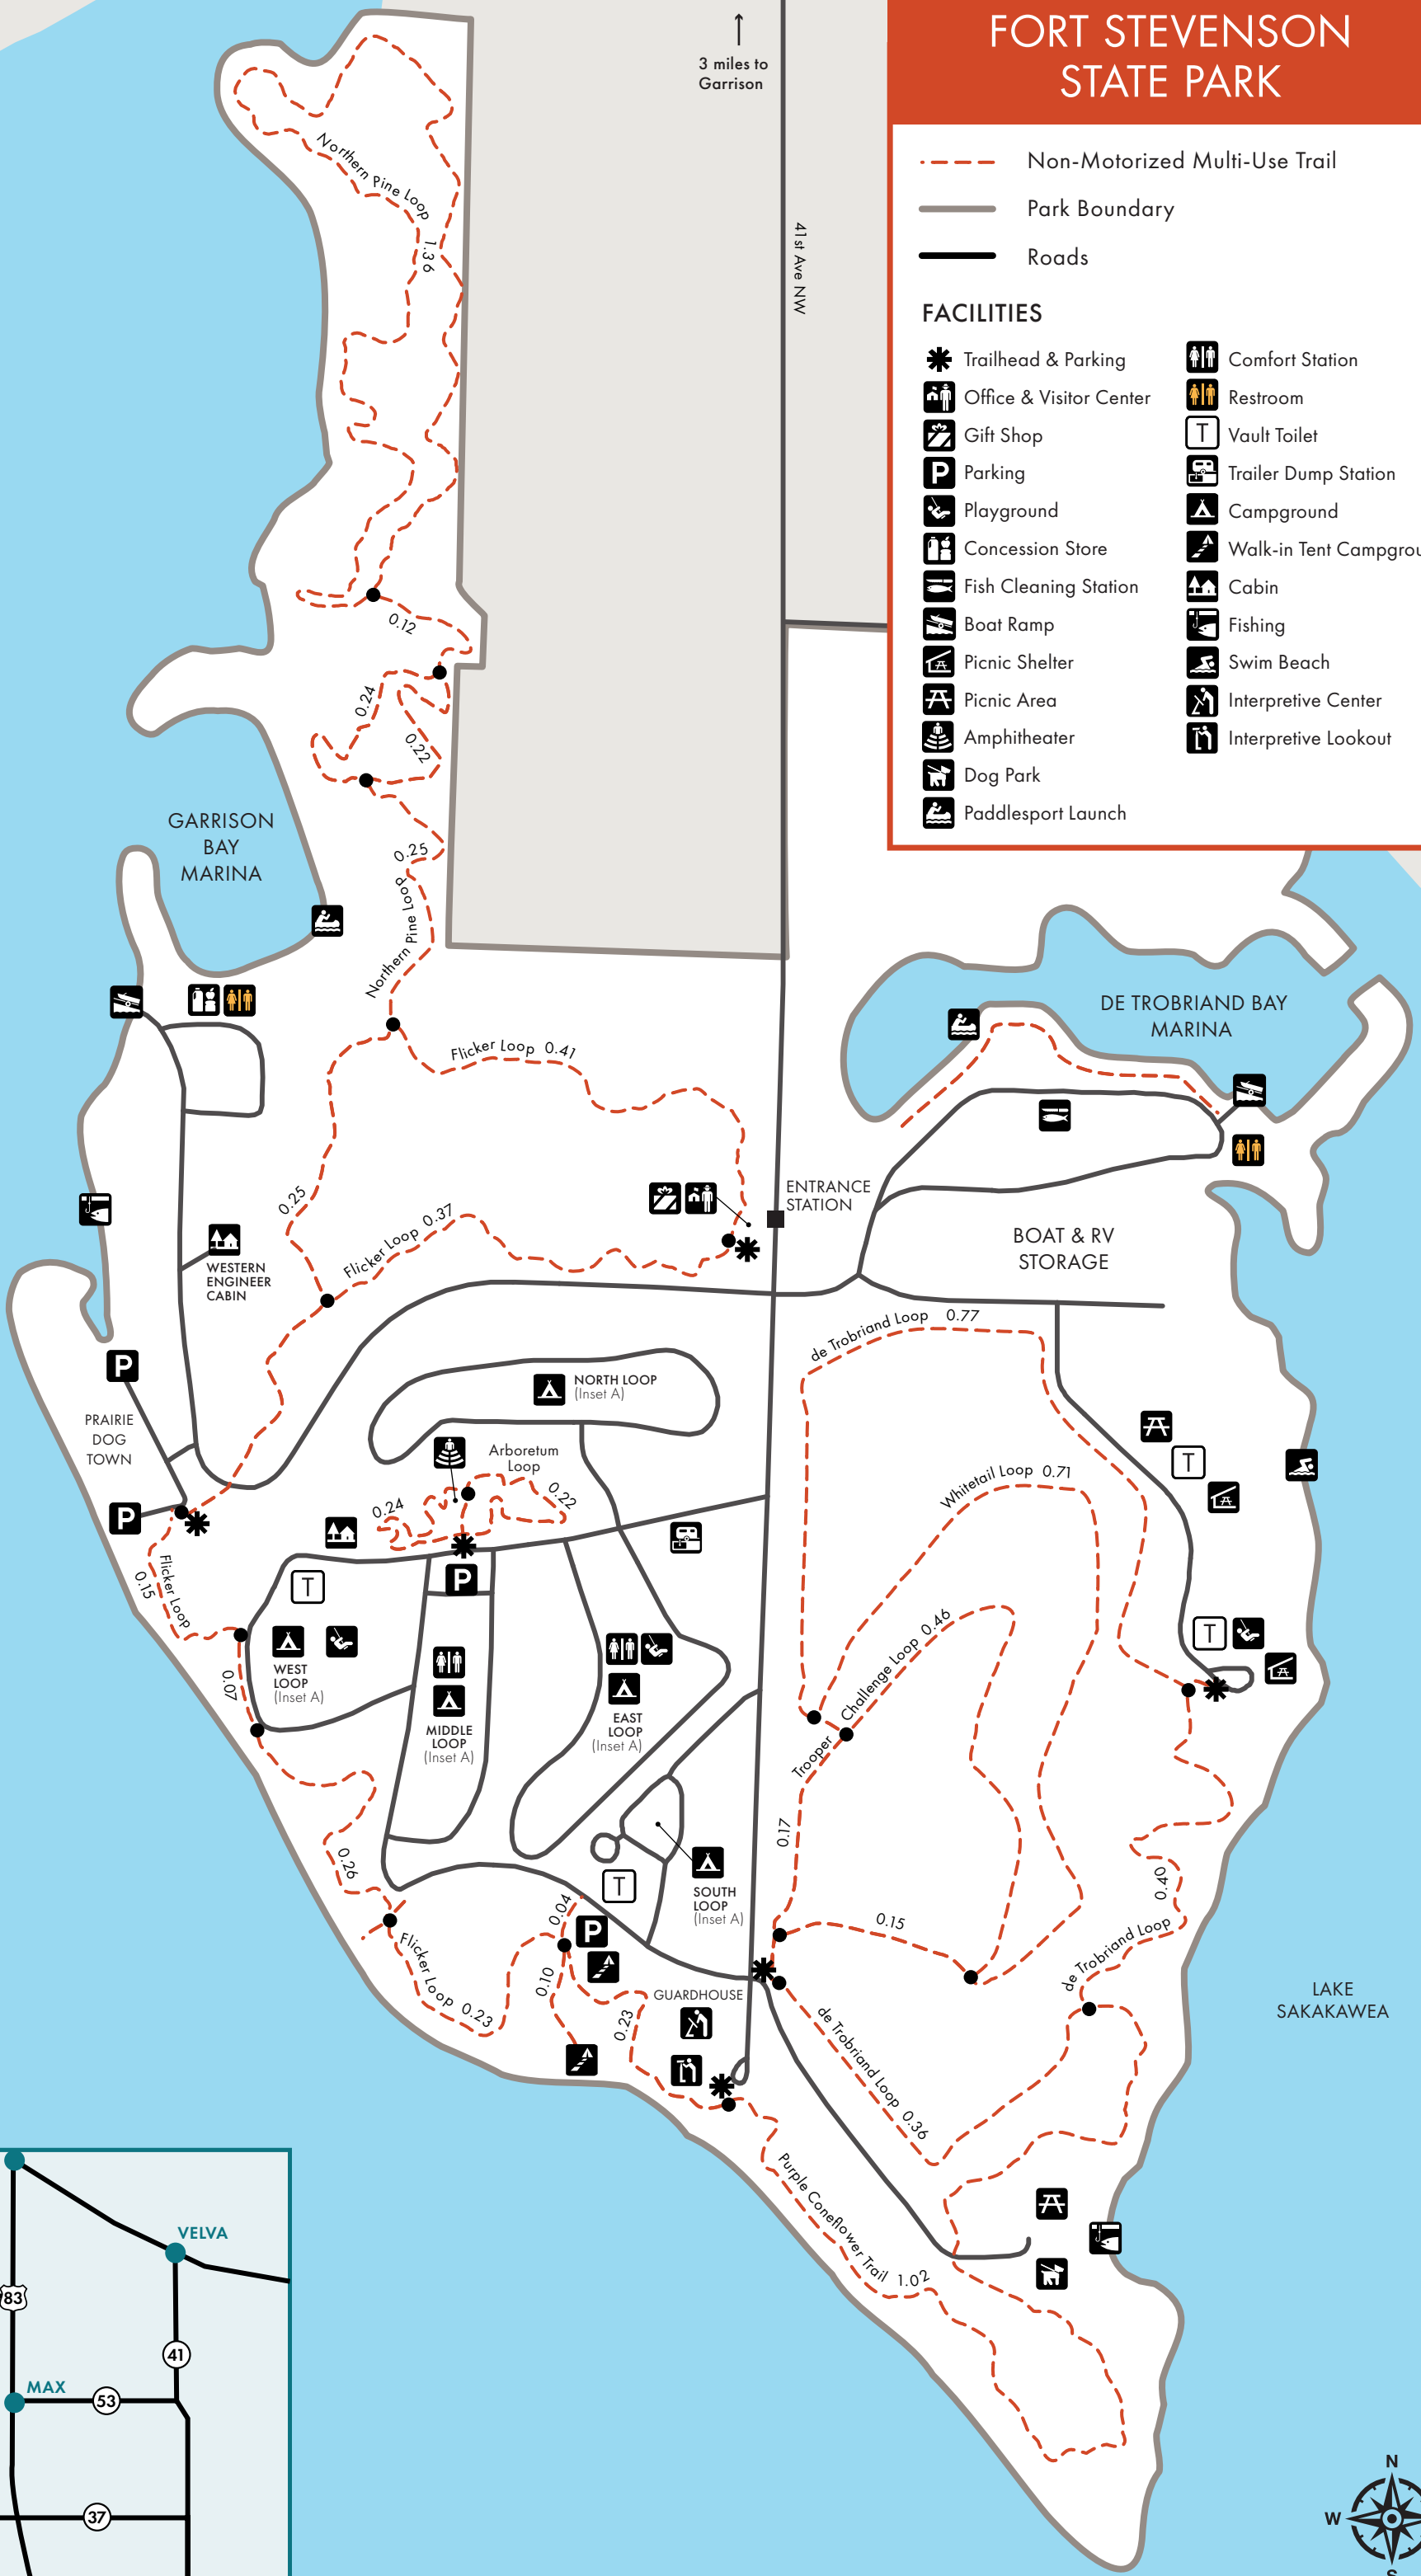 FORT STEVENSON
STATE PARK
Non-Motorized Multi-Use Trail
Park Boundary
Roads
FACILITIES
Trailhead & Parking
Office & Visitor Center
Gift Shop
P Parking
Playground
Concession Store
Fish Cleaning Station
Boat Ramp
Picnic Shelter
Picnic Area
Amphitheater
Dog Park
Paddlesport Launch
Comfort Station
Restroom
T Vault Toilet
Trailer Dump Station
Campground
Walk-in Tent Campgrou
Cabin
Fishing
Swim Beach
Interpretive Center
Interpretive Lookout
3 miles to
Garrison
41st Ave NW
Northern Pine Loop 1.36
0.12
0.24
0.22
0.25
Northern Pine Loop
GARRISON
BAY
MARINA
Flicker Loop 0.41
DE TROBRIAND BAY
MARINA
ENTRANCE
STATION
0.25
Flicker Loop 0.37
BOAT & RV
STORAGE
WESTERN
ENGINEER
CABIN
de Trobriand Loop 0.77
P
NORTH LOOP
(Inset A)
PRAIRIE
DOG
TOWN
Arboretum
Loop
0.24
0.22
Whitetail Loop 0.71
T
P
Flicker Loop
0.15
T
P
WEST
LOOP
(Inset A)
0.07
MIDDLE
LOOP
(Inset A)
EAST
LOOP
(Inset A)
Trooper Challenge Loop 0.46
T
0.17
0.26
T
SOUTH
LOOP
(Inset A)
0.04
P
0.15
0.40
de Trobriand Loop
Flicker Loop 0.23
0.10
0.23
GUARDHOUSE
LAKE
SAKAKAWEA
de Trobriand Loop 0.36
Purple Coneflower Trail 1.02
VELVA
83
41
MAX
53
37
N
W
S